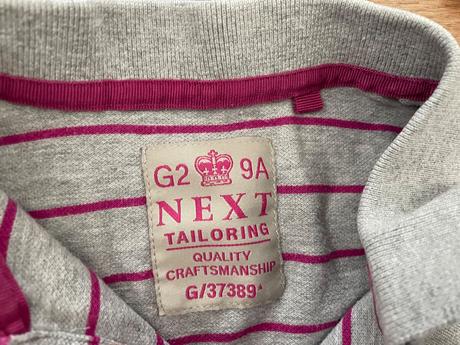 G2 9A
NEXT
TAILORING
QUALITY
CRAFTSMANSHIP
G/37389